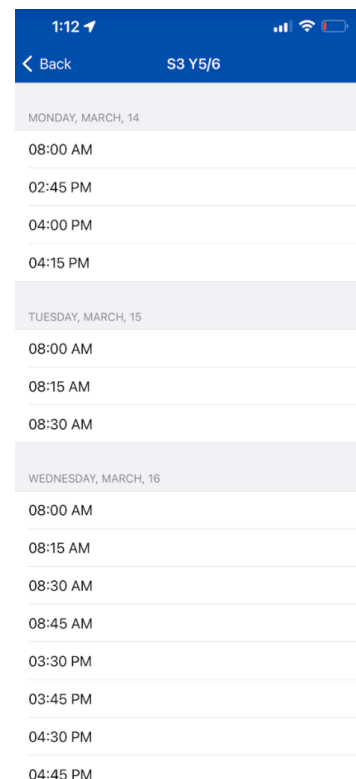 1:12
Back
S3 Y5/6
MONDAY, MARCH, 14
08:00 AM
02:45 PM
04:00 PM
04:15 PM
TUESDAY, MARCH, 15
08:00 AM
08:15 AM
08:30 AM
WEDNESDAY, MARCH, 16
08:00 AM
08:15 AM
08:30 AM
08:45 AM
03:30 PM
03:45 PM
04:30 PM
04:45 PM